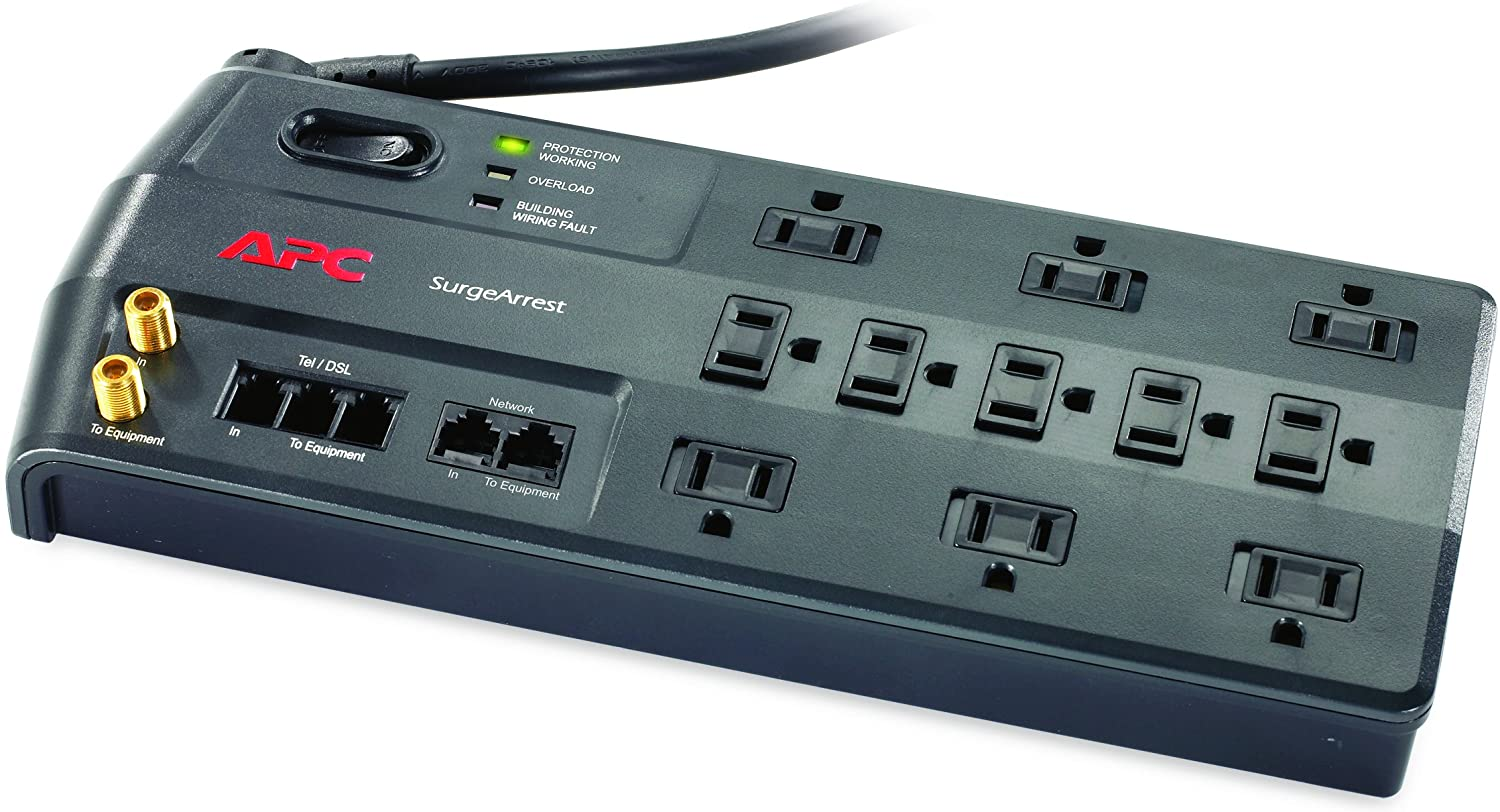 ON
PROTECTION
WORKING
OVERLOAD
BUILDING
WIRING FAULT
APC
SurgeArrest
In
To Equipment
Tel / DSL
In
To Equipment
Network
In
To Equipment